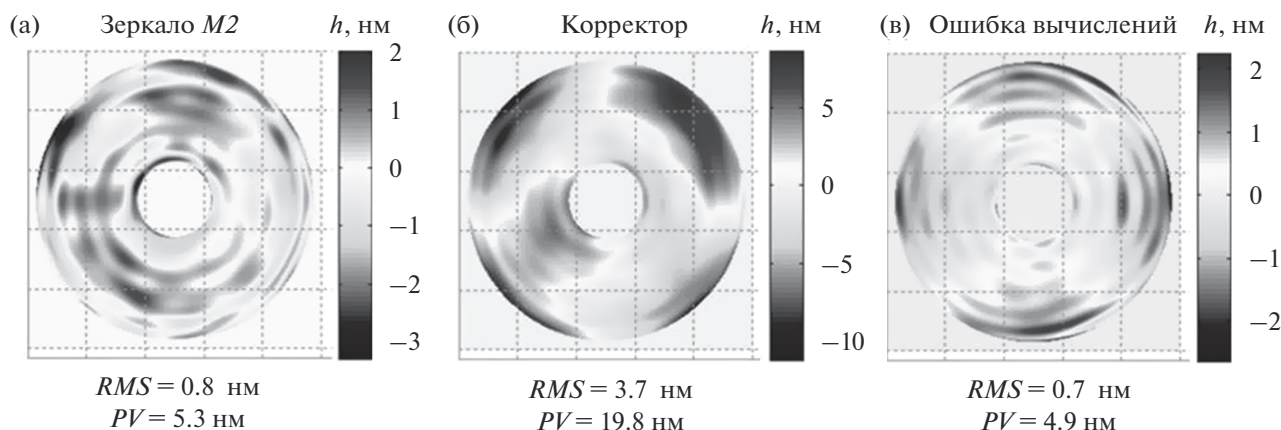 (а) Зеркало M2 h, нм
2
1
0
−1
−2
−3
RMS = 0.8 нм
PV = 5.3 нм
(б) Корректор h, нм
5
0
−5
−10
RMS = 3.7 нм
PV = 19.8 нм
(в) Ошибка вычислений h, нм
2
1
0
−1
−2
RMS = 0.7 нм
PV = 4.9 нм